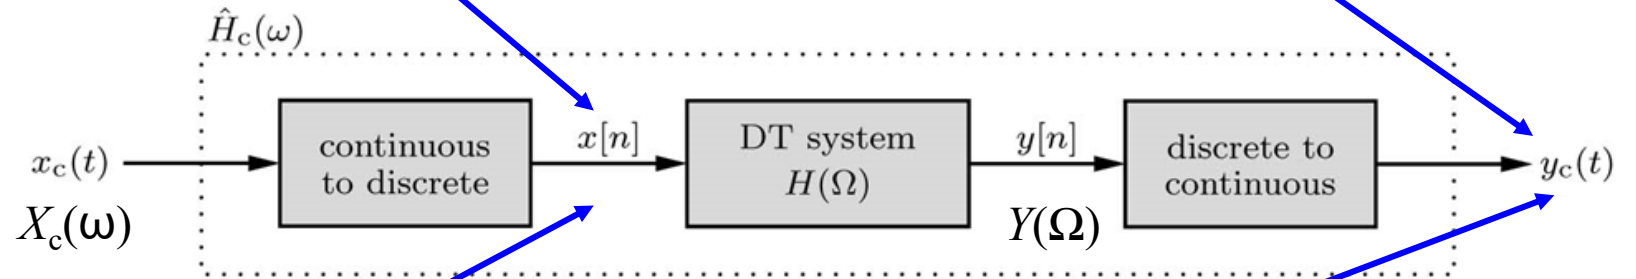 Ĥc(ω)
xc(t)
continuous
to discrete
x[n]
DT system
H(Ω)
y[n]
discrete to
continuous
yc(t)
Xc(ω)
Y(Ω)